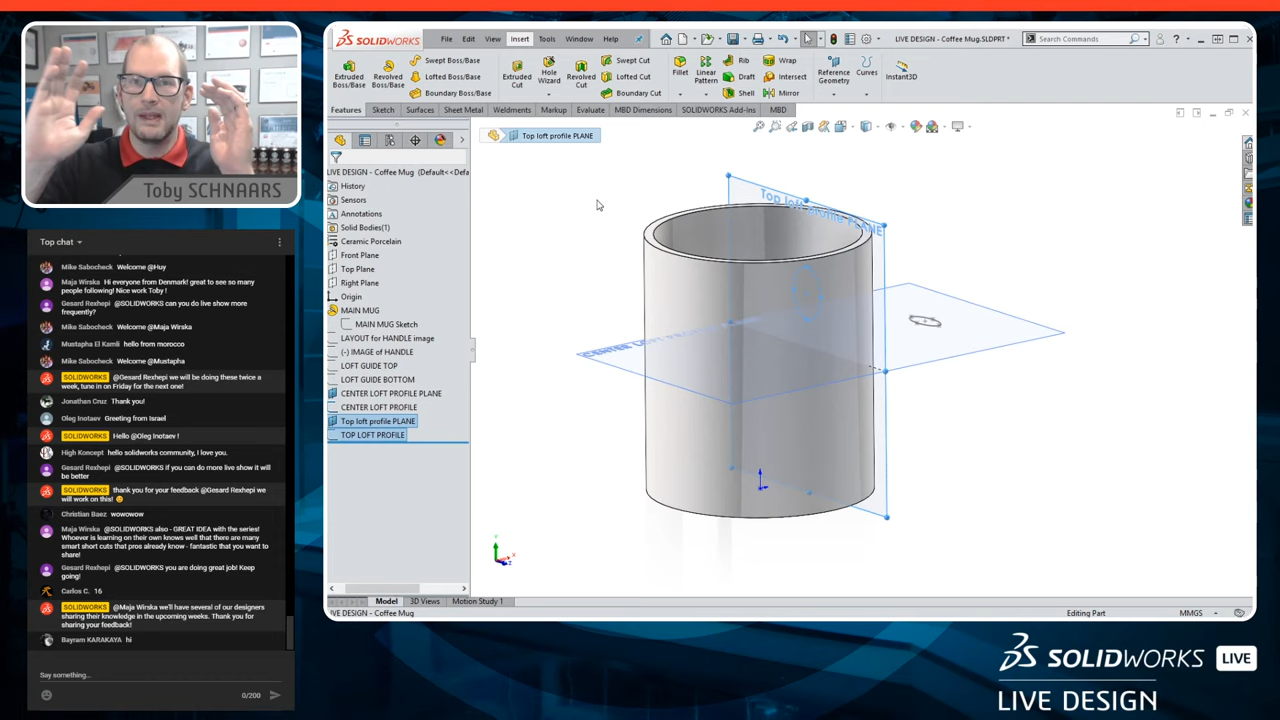 Toby SCHNAARS
Top chat
Mike Sabocheck Welcome @Huy
Maja Wirska Hi everyone from Denmark! great to see so many
people following! Nice work Toby !
Gesard Rexhepi @SOLIDWORKS can you do live show more
frequently?
Mike Sabocheck Welcome @Maja Wirska
Mustapha El Kamli hello from morocco
Mike Sabocheck Welcome @Mustapha
SOLIDWORKS @Gesard Rexhepi we will be doing these twice a
week, tune in on Friday for the next one!
Jonathan Cruz Thank you!
Oleg Inotaev Greeting from Israel
SOLIDWORKS Hello @Oleg Inotaev !
High Koncept hello solidworks community, I love you.
Gesard Rexhepi @SOLIDWORKS if you can do more live show it will
be better
SOLIDWORKS thank you for your feedback @Gesard Rexhepi we
will work on this!
Christian Baez wowowow
Maja Wirska @SOLIDWORKS also - GREAT IDEA with the series!
Whoever is learning on their own knows well that there are many
smart short cuts that pros already know - fantastic that you want to
share!
Gesard Rexhepi @SOLIDWORKS you are doing great job! Keep
going!
Carlos C. 16
SOLIDWORKS @Maja Wirska we'll have several of our designers
sharing their knowledge in the upcoming weeks. Thank you for
sharing your feedback!
Bayram KARAKAYA hi
Say something...
0/200
SOLIDWORKS File Edit View Insert Tools Window Help LIVE DESIGN - Coffee Mug.SLDPRT * Search Commands
Extruded Boss/Base Revolved Boss/Base Swept Boss/Base Lofted Boss/Base Boundary Boss/Base Extruded Cut Hole Wizard Revolved Cut Swept Cut Lofted Cut Boundary Cut Fillet Linear Pattern Rib Draft Shell Wrap Intersect Mirror Reference Geometry Curves Instant3D
Features Sketch Surfaces Sheet Metal Weldments Markup Evaluate MBD Dimensions SOLIDWORKS Add-Ins MBD
Top loft profile PLANE
LIVE DESIGN - Coffee Mug (Default<<Defa
History
Sensors
Annotations
Solid Bodies(1)
Ceramic Porcelain
Front Plane
Top Plane
Right Plane
Origin
MAIN MUG
MAIN MUG Sketch
LAYOUT for HANDLE image
(-) IMAGE of HANDLE
LOFT GUIDE TOP
LOFT GUIDE BOTTOM
CENTER LOFT PROFILE PLANE
CENTER LOFT PROFILE
Top loft profile PLANE
TOP LOFT PROFILE
Top loft profile PLANE
Y
X
Z
Model 3D Views Motion Study 1
LIVE DESIGN - Coffee Mug Editing Part MMGS
SOLIDWORKS LIVE
LIVE DESIGN